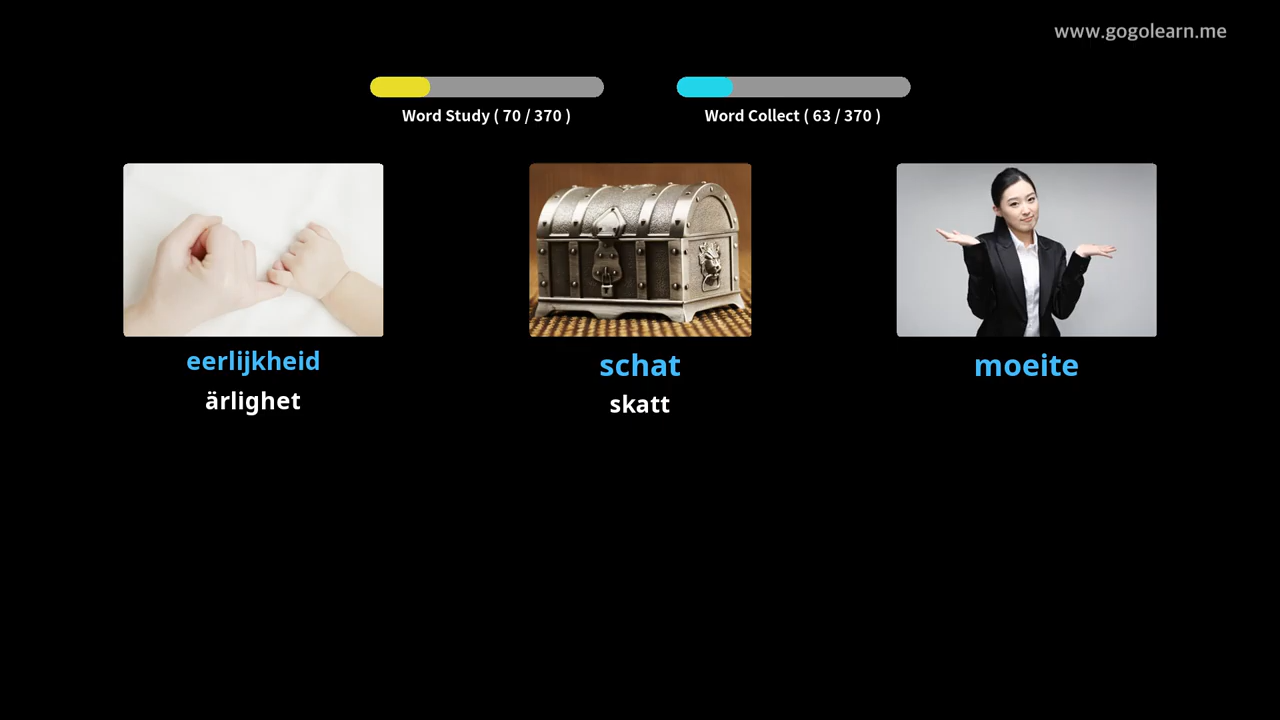 www.gogolearn.me
Word Study ( 70 / 370 )
Word Collect ( 63 / 370 )
eerlijkheid
ärlighet
schat
skatt
moeite